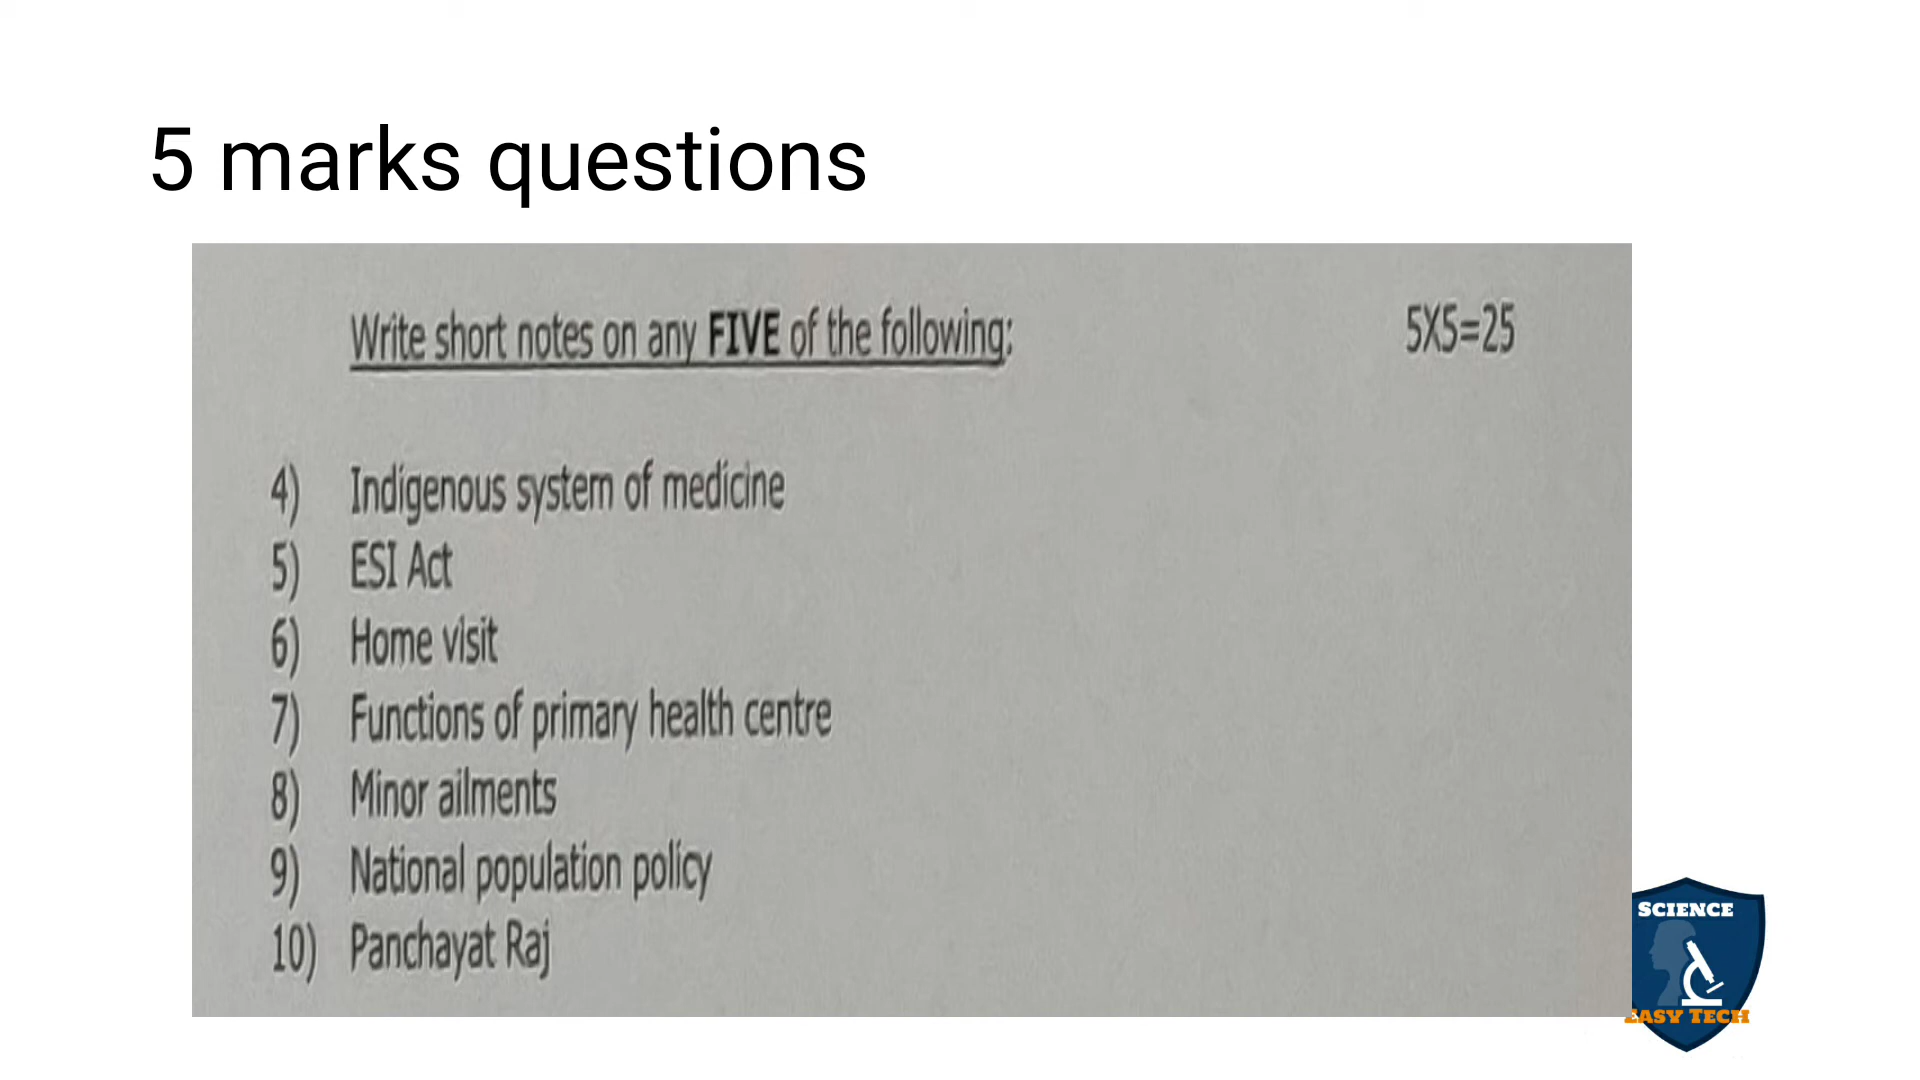 5 marks questions
Write short notes on any FIVE of the following: 5X5=25
4) Indigenous system of medicine
5) ESI Act
6) Home visit
7) Functions of primary health centre
8) Minor ailments
9) National population policy
10) Panchayat Raj
SCIENCE
EASY TECH